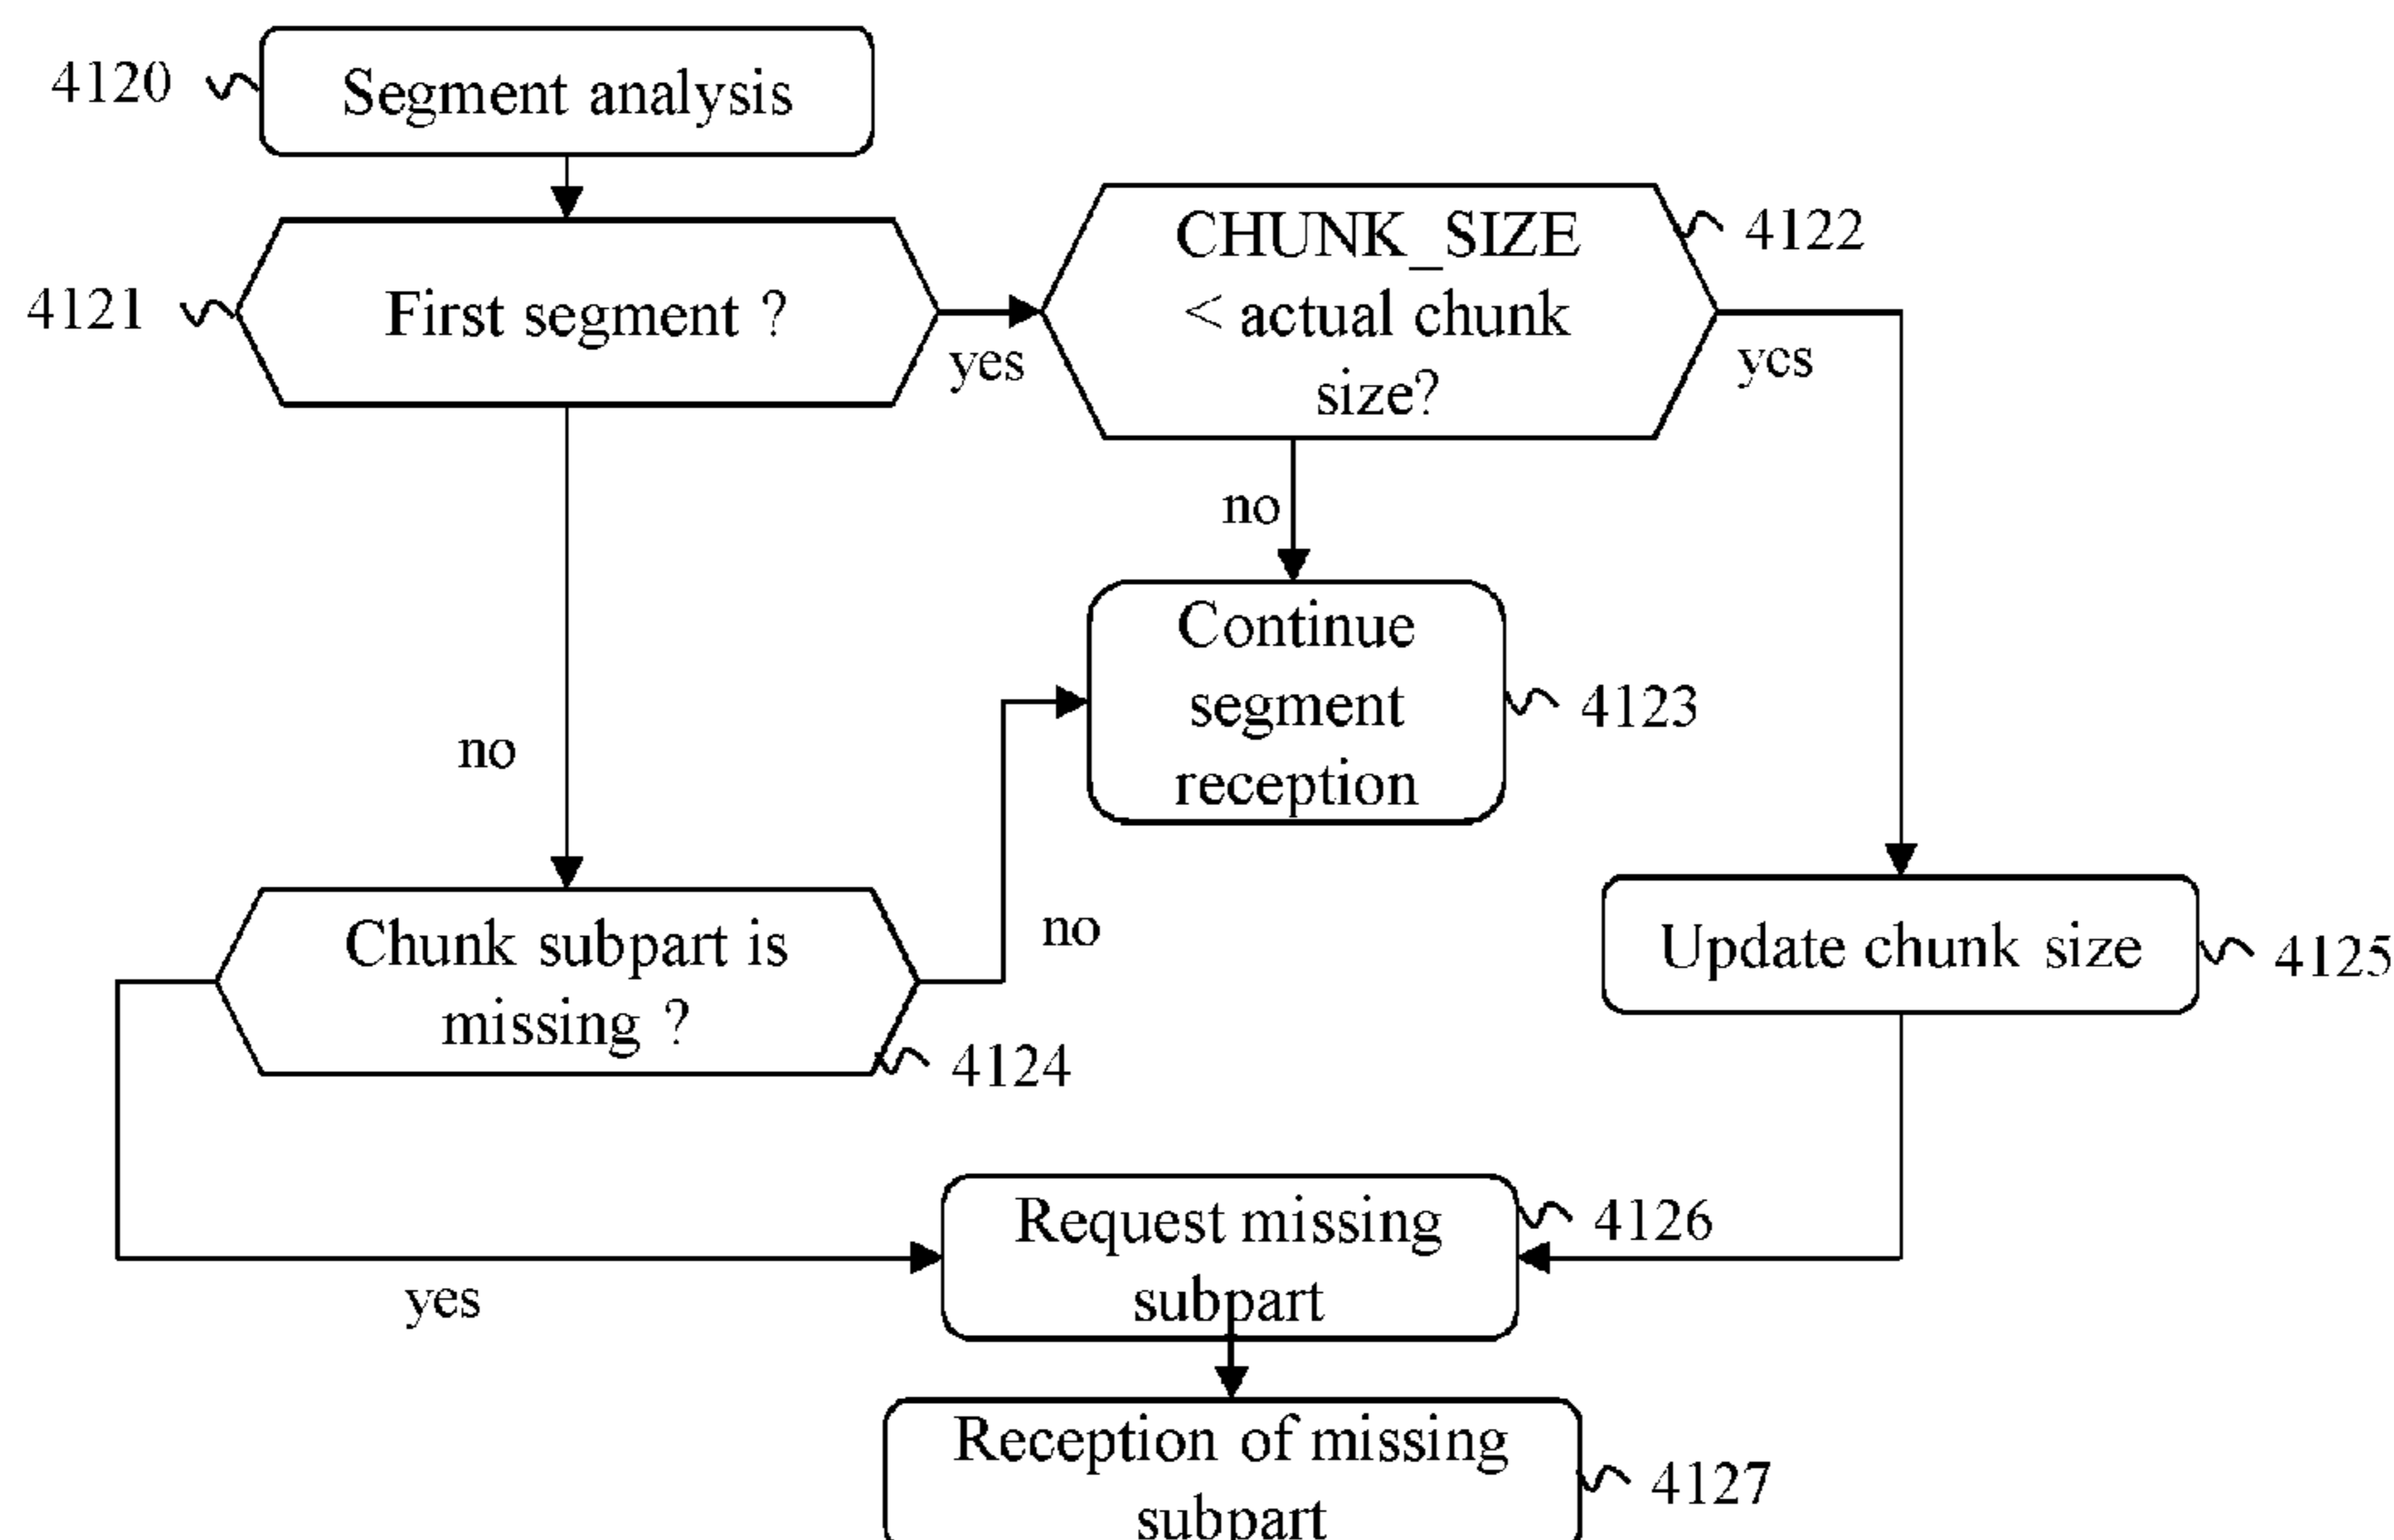 4120
Segment analysis
4121
First segment ?
yes
CHUNK_SIZE
< actual chunk
size?
4122
yes
no
no
Continue
segment
reception
4123
Chunk subpart is
missing ?
4124
no
Update chunk size
4125
yes
Request missing
subpart
4126
Reception of missing
subpart
4127